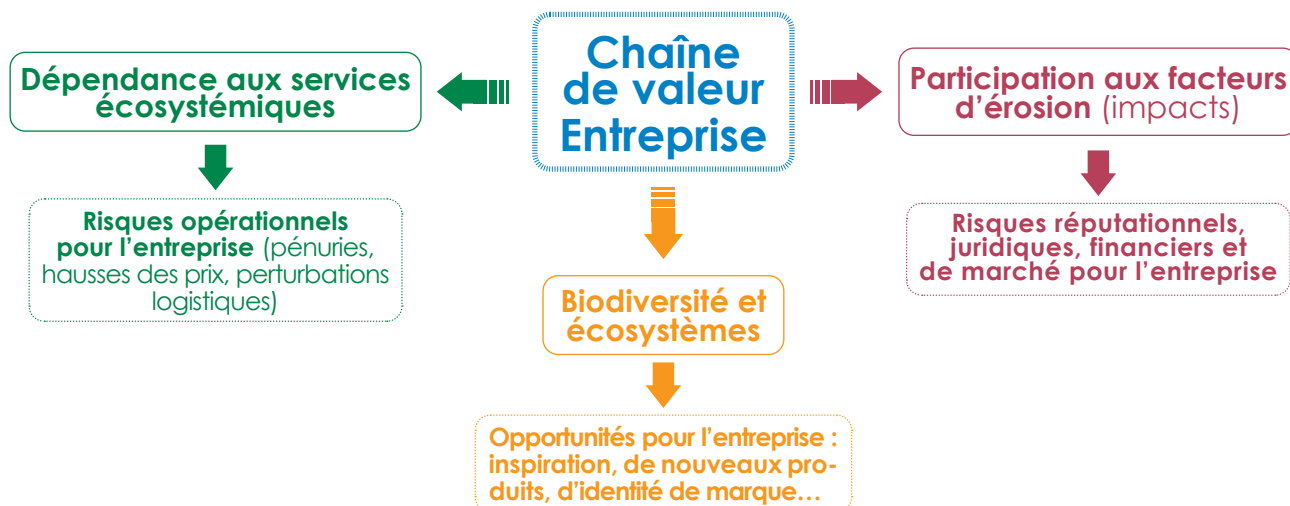 Chaîne
de valeur
Entreprise
Dépendance aux services
écosystémiques
Risques opérationnels
pour l'entreprise (pénuries,
hausses des prix, perturbations
logistiques)
Biodiversité et
écosystèmes
Opportunités pour l'entreprise :
inspiration, de nouveaux pro-
duits, d'identité de marque…
Participation aux facteurs
d'érosion (impacts)
Risques réputationnels,
juridiques, financiers et
de marché pour l'entreprise